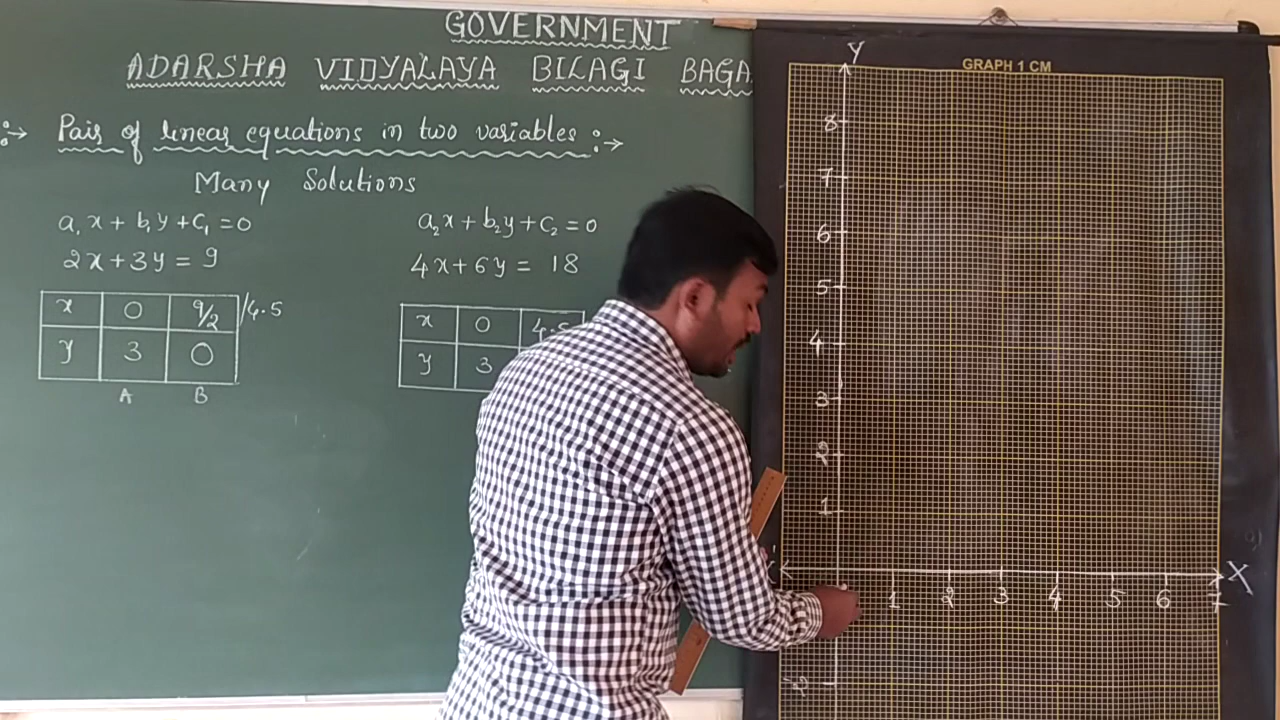 GOVERNMENT
ADARSHA VIDYALAYA BILAGI BAGA
Pair of linear equations in two variables :→
Many Solutions
a₁x + b₁y + c₁ = 0
2x + 3y = 9
x 0 9/2 /4.5
y 3 0
A B
a₂x + b₂y + c₂ = 0
4x + 6y = 18
x 0 4.5
y 3
GRAPH 1 CM
Y
8
7
6
5
4
3
2
1
X
1 2 3 4 5 6 7
-2